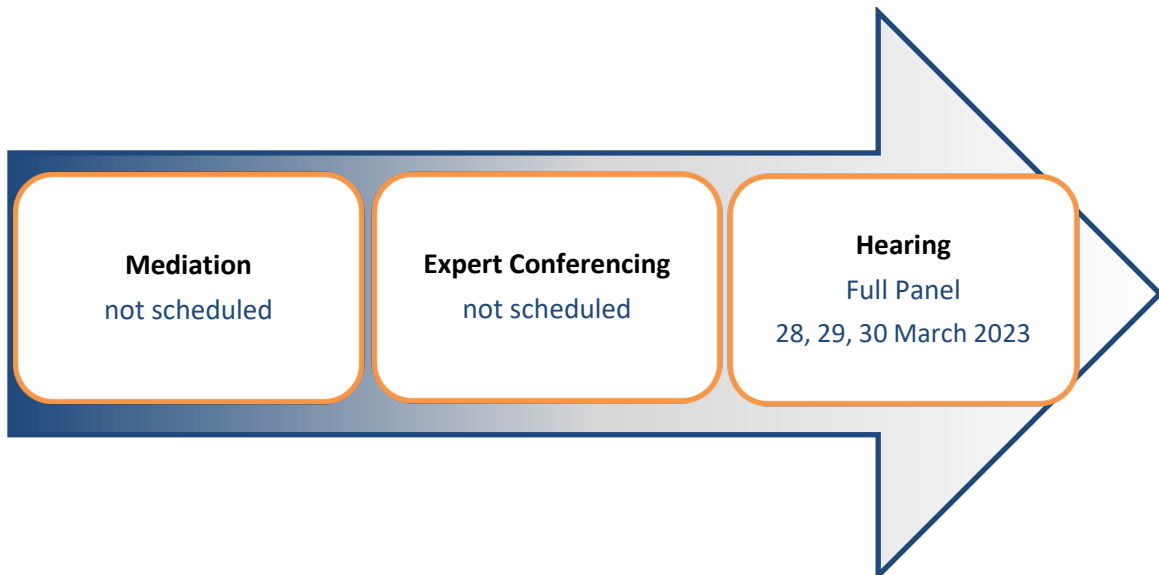 Mediation
not scheduled
Expert Conferencing
not scheduled
Hearing
Full Panel
28, 29, 30 March 2023